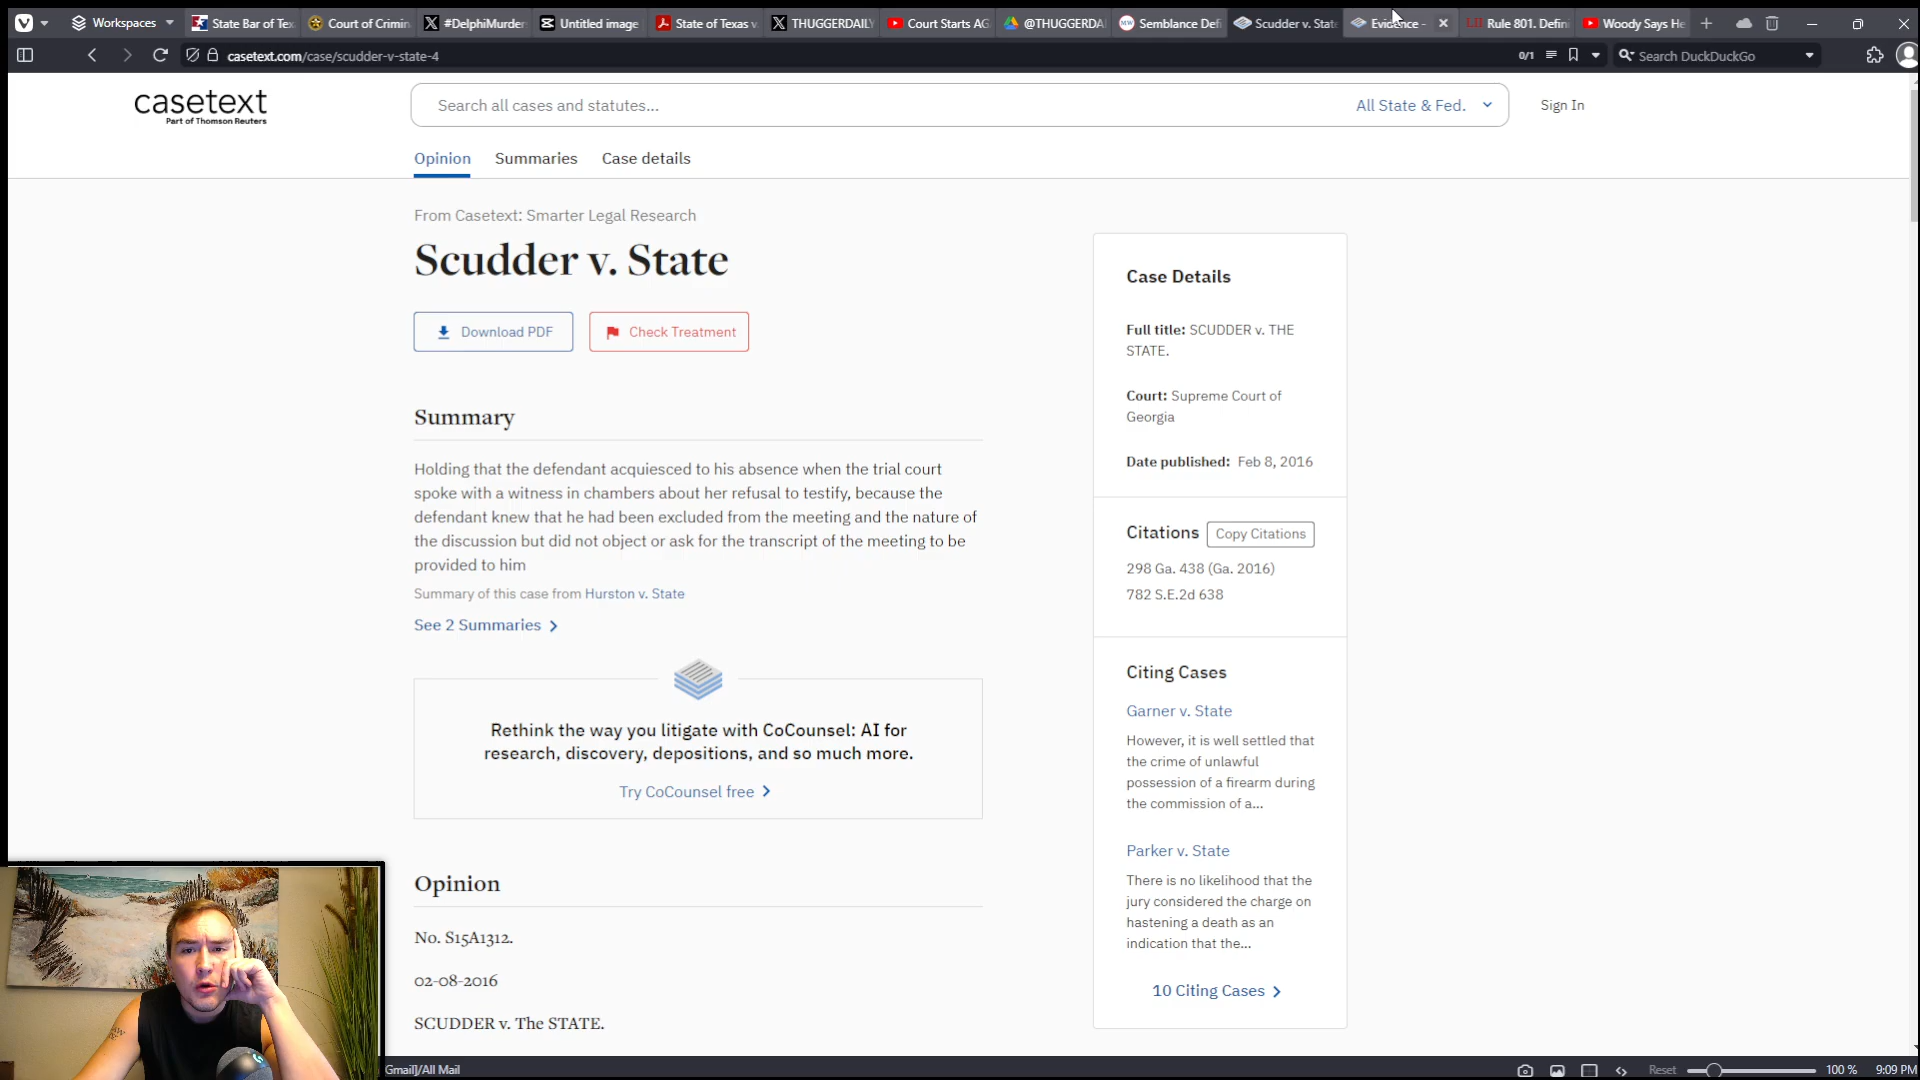 Workspaces
State Bar of Tex
Court of Crimin
#DelphiMurder
Untitled image
State of Texas v
THUGGERDAILY
Court Starts AG
@THUGGERDA
Semblance Defi
Scudder v. State
Evidence -
Rule 801. Defini
Woody Says He
casetext.com/case/scudder-v-state-4
0/1
Search DuckDuckGo
casetext
Part of Thomson Reuters
Search all cases and statutes...
All State & Fed.
Sign In
Opinion
Summaries
Case details
From Casetext: Smarter Legal Research
Scudder v. State
Download PDF
Check Treatment
Summary
Holding that the defendant acquiesced to his absence when the trial court
spoke with a witness in chambers about her refusal to testify, because the
defendant knew that he had been excluded from the meeting and the nature of
the discussion but did not object or ask for the transcript of the meeting to be
provided to him
Summary of this case from Hurston v. State
See 2 Summaries
Rethink the way you litigate with CoCounsel: AI for
research, discovery, depositions, and so much more.
Try CoCounsel free
Opinion
No. S15A1312.
02-08-2016
SCUDDER v. The STATE.
Case Details
Full title: SCUDDER v. THE
STATE.
Court: Supreme Court of
Georgia
Date published: Feb 8, 2016
Citations
Copy Citations
298 Ga. 438 (Ga. 2016)
782 S.E.2d 638
Citing Cases
Garner v. State
However, it is well settled that
the crime of unlawful
possession of a firearm during
the commission of a...
Parker v. State
There is no likelihood that the
jury considered the charge on
hastening a death as an
indication that the...
10 Citing Cases
Gmail]/All Mail
Reset
100 %
9:09 PM